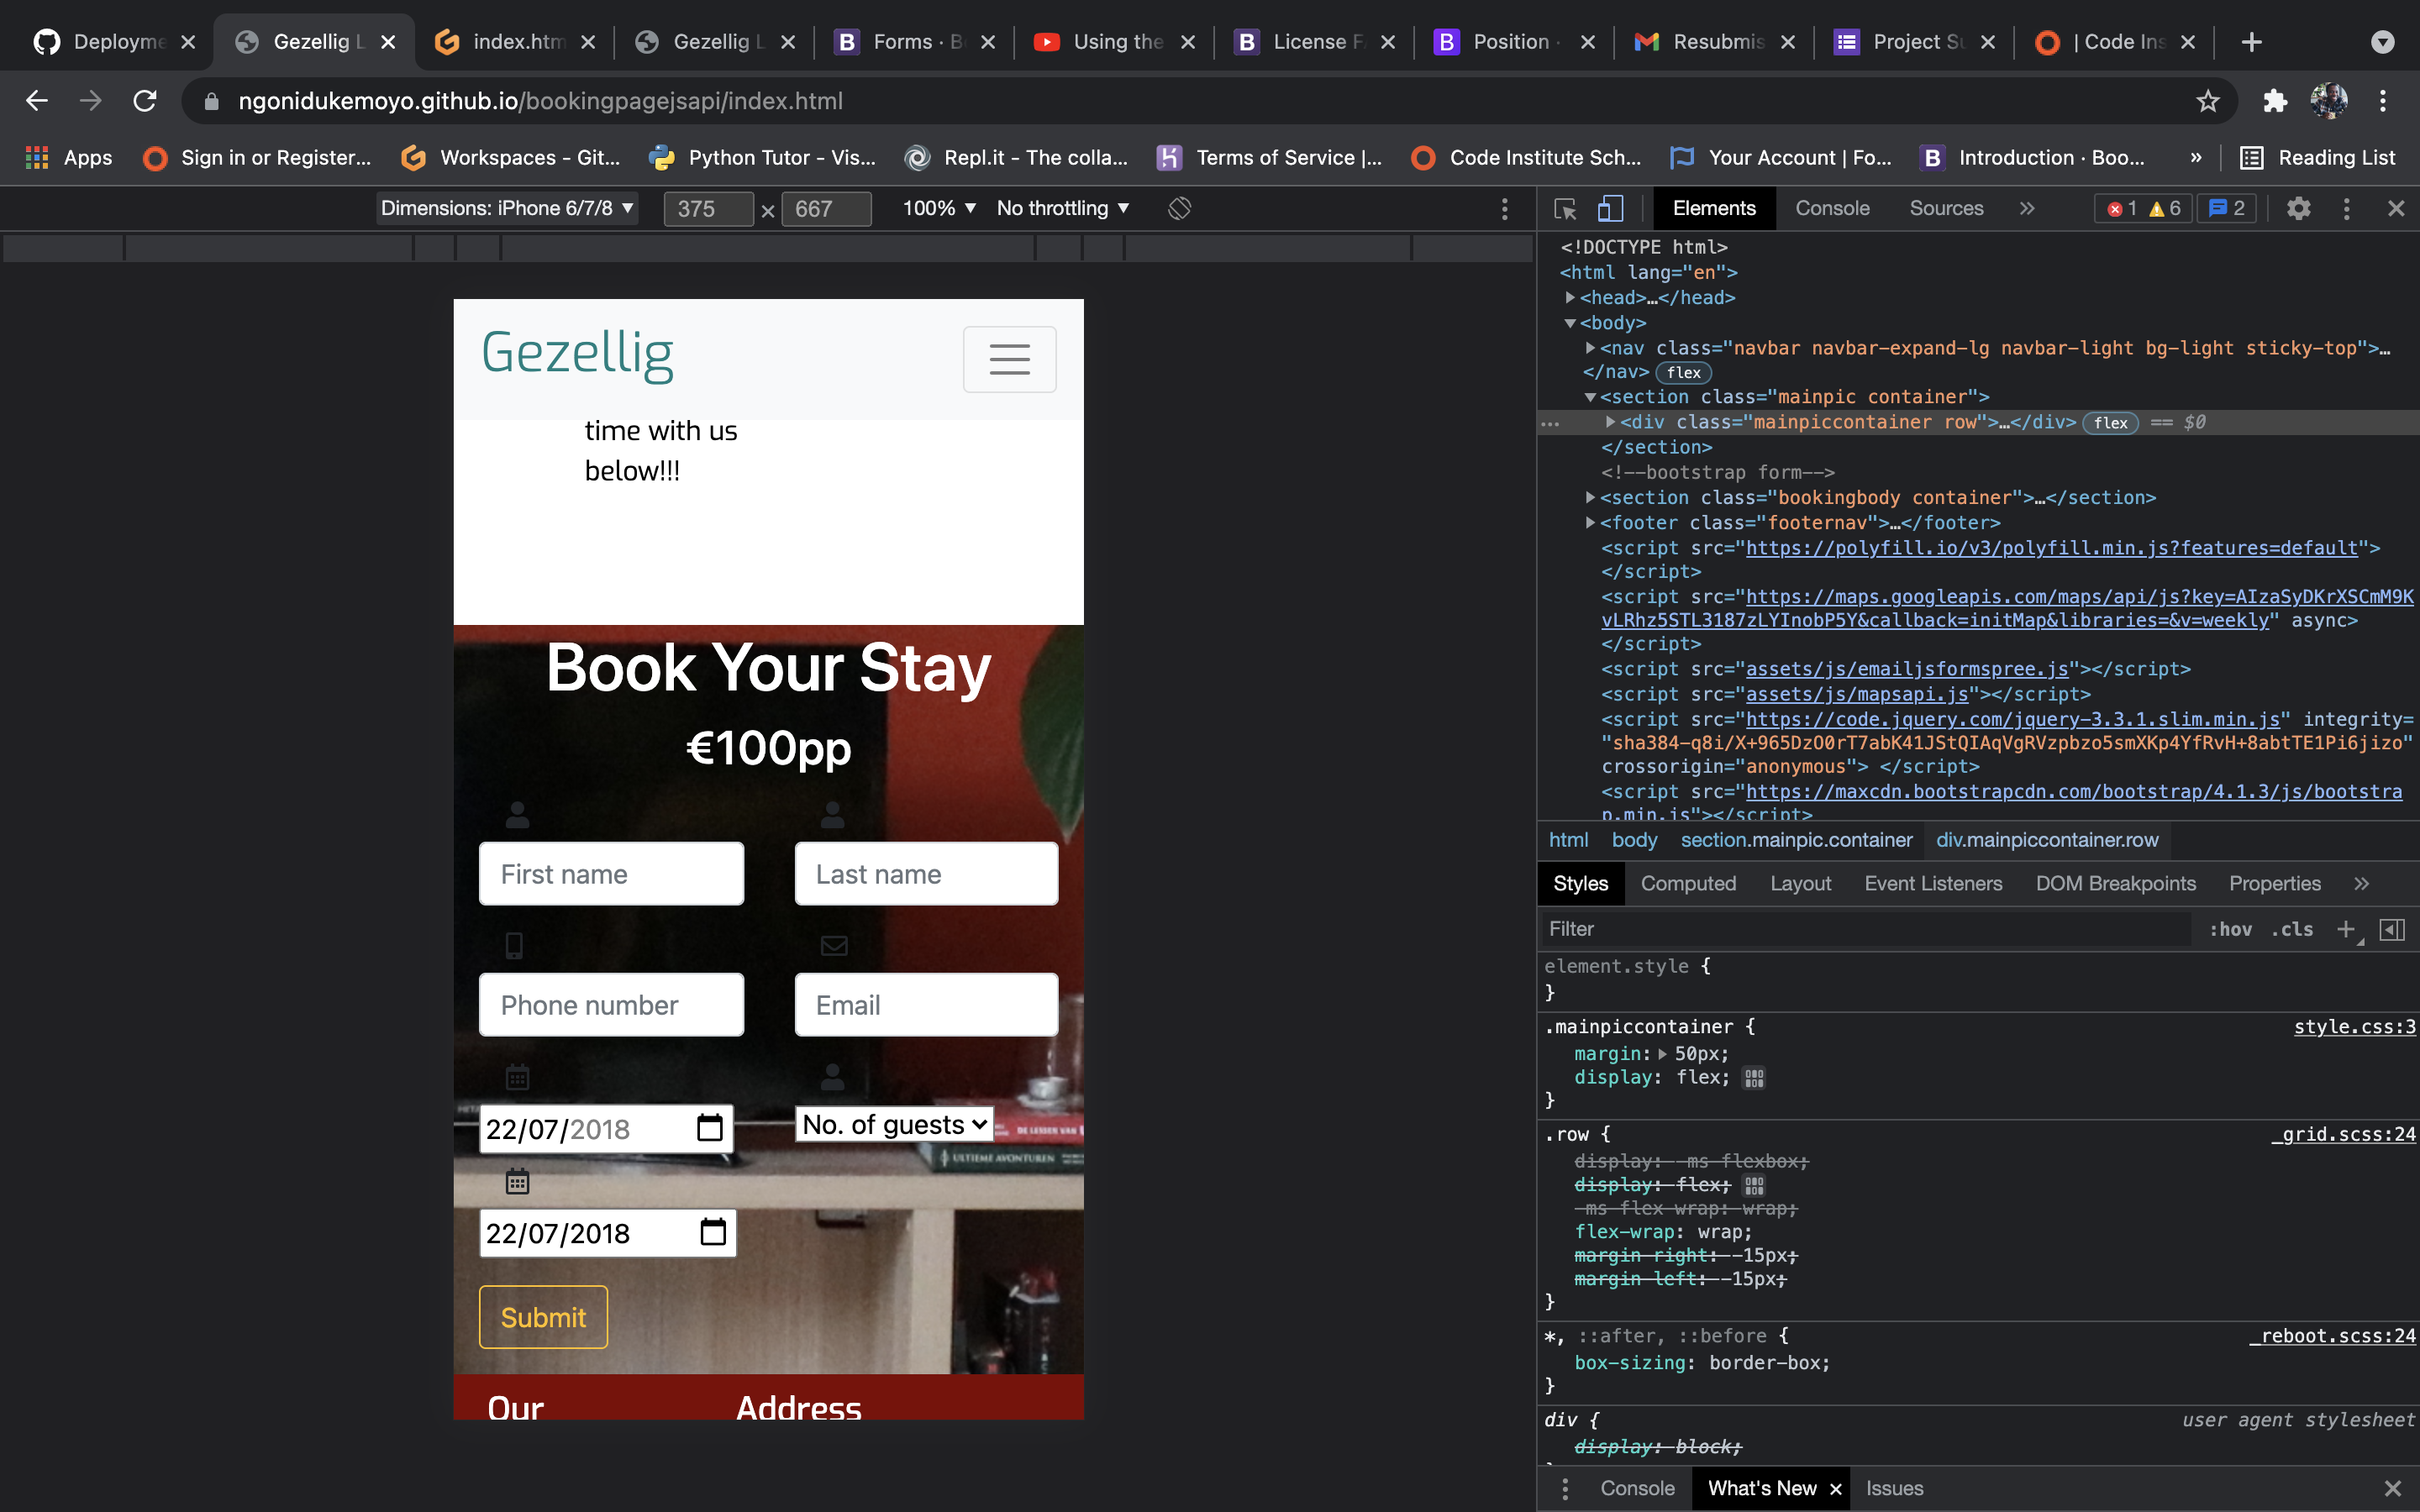 Deployme
Gezellig L
index.htm
Gezellig L
Forms · B
Using the
License F
Position ·
Resubmis
Project Su
| Code Ins
ngonidukemoyo.github.io/bookingpagejsapi/index.html
Apps
Sign in or Register...
Workspaces - Git...
Python Tutor - Vis...
Repl.it - The colla...
Terms of Service |...
Code Institute Sch...
Your Account | Fo...
Introduction · Boo...
»
Reading List
Dimensions: iPhone 6/7/8 ▼
375 × 667
100% ▼
No throttling ▼
Elements
Console
Sources
»
1
6
2
Gezellig
time with us
below!!!
Book Your Stay
€100pp
First name
Last name
Phone number
Email
22/07/2018
No. of guests
DE LEIDER VAN
ULTIEME AVONTUREN
22/07/2018
Submit
Our
Address
<!DOCTYPE html>
<html lang="en">
<head>…</head>
<body>
<nav class="navbar navbar-expand-lg navbar-light bg-light sticky-top">…
</nav> flex
<section class="mainpic container">
<div class="mainpiccontainer row">…</div> flex == $0
</section>
<!--bootstrap form-->
<section class="bookingbody container">…</section>
<footer class="footernav">…</footer>
<script src="https://polyfill.io/v3/polyfill.min.js?features=default">
</script>
<script src="https://maps.googleapis.com/maps/api/js?key=AIzaSyDKrXSCmM9K
vLRhz5STL3187zLYInobP5Y&callback=initMap&libraries=&v=weekly" async>
</script>
<script src="assets/js/emailjsformspree.js"></script>
<script src="assets/js/mapsapi.js"></script>
<script src="https://code.jquery.com/jquery-3.3.1.slim.min.js" integrity=
"sha384-q8i/X+965DzO0rT7abK41JStQIAqVgRVzpbzo5smXKp4YfRvH+8abtTE1Pi6jizo"
crossorigin="anonymous"> </script>
<script src="https://maxcdn.bootstrapcdn.com/bootstrap/4.1.3/js/bootstra
p.min.js"></script>
html
body
section.mainpic.container
div.mainpiccontainer.row
Styles
Computed
Layout
Event Listeners
DOM Breakpoints
Properties
»
Filter
:hov
.cls
+
element.style {
}
.mainpiccontainer {
style.css:3
margin: 50px;
display: flex;
}
.row {
_grid.scss:24
display: -ms-flexbox;
display: flex;
-ms-flex-wrap: wrap;
flex-wrap: wrap;
margin-right: -15px;
margin-left: -15px;
}
*, ::after, ::before {
_reboot.scss:24
box-sizing: border-box;
}
div {
user agent stylesheet
display: block;
Console
What's New
Issues